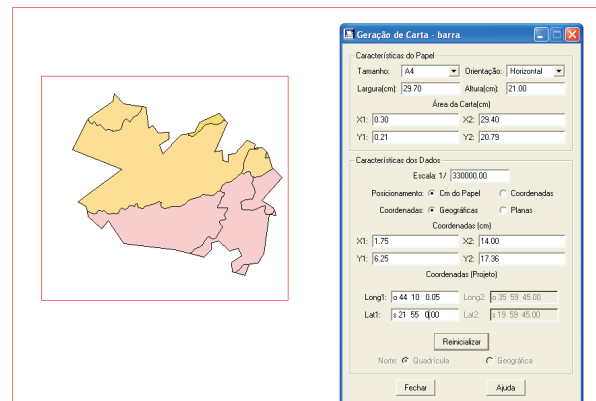 Geração de Carta - barra
Características do Papel
Tamanho: A4 Orientação: Horizontal
Largura(cm): 29.70 Altura(cm): 21.00
Área da Carta(cm)
X1: 0.30 X2: 29.40
Y1: 0.21 Y2: 20.79
Características dos Dados
Escala: 1/ 330000.00
Posicionamento: Cm do Papel Coordenadas
Coordenadas: Geográficas Planas
Coordenadas (cm)
X1: 1.75 X2: 14.00
Y1: 6.25 Y2: 17.36
Coordenadas (Projeto)
Long1: o 44 10 0.05 Long2: o 35 59 45.00
Lat1: s 21 55 0.00 Lat2: s 19 59 45.00
Reinicializar
Norte: Quadrícula Geográfica
Fechar Ajuda